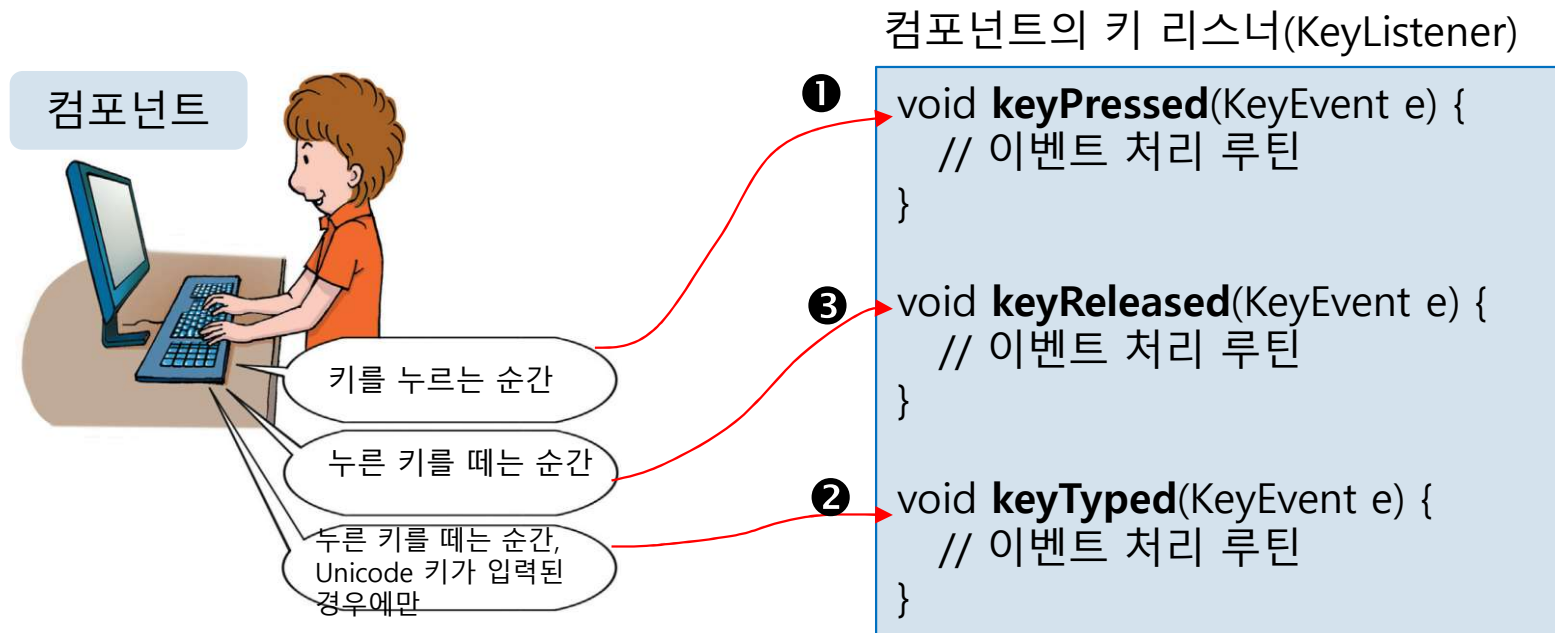 컴포넌트의 키 리스너(KeyListener)
컴포넌트
키를 누르는 순간
누른 키를 떼는 순간
누른 키를 떼는 순간,
Unicode 키가 입력된
경우에만
❶
void keyPressed(KeyEvent e) {
// 이벤트 처리 루틴
}
❸
void keyReleased(KeyEvent e) {
// 이벤트 처리 루틴
}
❷
void keyTyped(KeyEvent e) {
// 이벤트 처리 루틴
}